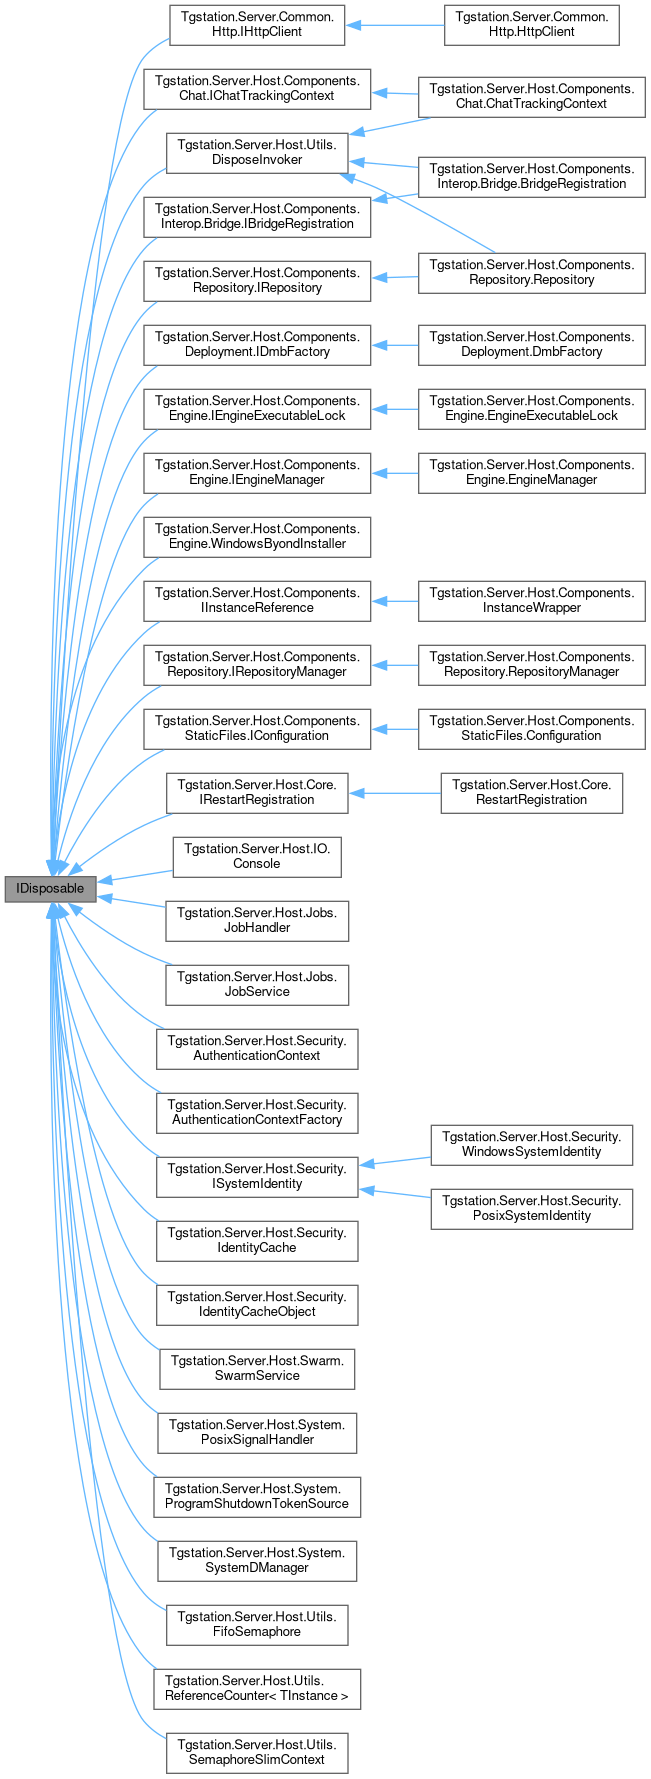 Tgstation.Server.Common.
Http.IHttpClient
Tgstation.Server.Common.
Http.HttpClient
Tgstation.Server.Host.Components.
Chat.IChatTrackingContext
Tgstation.Server.Host.Components.
Chat.ChatTrackingContext
Tgstation.Server.Host.Utils.
DisposeInvoker
Tgstation.Server.Host.Components.
Interop.Bridge.BridgeRegistration
Tgstation.Server.Host.Components.
Interop.Bridge.IBridgeRegistration
Tgstation.Server.Host.Components.
Repository.Repository
Tgstation.Server.Host.Components.
Repository.IRepository
Tgstation.Server.Host.Components.
Deployment.IDmbFactory
Tgstation.Server.Host.Components.
Deployment.DmbFactory
Tgstation.Server.Host.Components.
Engine.IEngineExecutableLock
Tgstation.Server.Host.Components.
Engine.EngineExecutableLock
Tgstation.Server.Host.Components.
Engine.IEngineManager
Tgstation.Server.Host.Components.
Engine.EngineManager
Tgstation.Server.Host.Components.
Engine.WindowsByondInstaller
Tgstation.Server.Host.Components.
IInstanceReference
Tgstation.Server.Host.Components.
InstanceWrapper
Tgstation.Server.Host.Components.
Repository.IRepositoryManager
Tgstation.Server.Host.Components.
Repository.RepositoryManager
Tgstation.Server.Host.Components.
StaticFiles.IConfiguration
Tgstation.Server.Host.Components.
StaticFiles.Configuration
Tgstation.Server.Host.Core.
IRestartRegistration
Tgstation.Server.Host.Core.
RestartRegistration
Tgstation.Server.Host.IO.
Console
IDisposable
Tgstation.Server.Host.Jobs.
JobHandler
Tgstation.Server.Host.Jobs.
JobService
Tgstation.Server.Host.Security.
AuthenticationContext
Tgstation.Server.Host.Security.
AuthenticationContextFactory
Tgstation.Server.Host.Security.
ISystemIdentity
Tgstation.Server.Host.Security.
WindowsSystemIdentity
Tgstation.Server.Host.Security.
PosixSystemIdentity
Tgstation.Server.Host.Security.
IdentityCache
Tgstation.Server.Host.Security.
IdentityCacheObject
Tgstation.Server.Host.Swarm.
SwarmService
Tgstation.Server.Host.System.
PosixSignalHandler
Tgstation.Server.Host.System.
ProgramShutdownTokenSource
Tgstation.Server.Host.System.
SystemDManager
Tgstation.Server.Host.Utils.
FifoSemaphore
Tgstation.Server.Host.Utils.
ReferenceCounter< TInstance >
Tgstation.Server.Host.Utils.
SemaphoreSlimContext